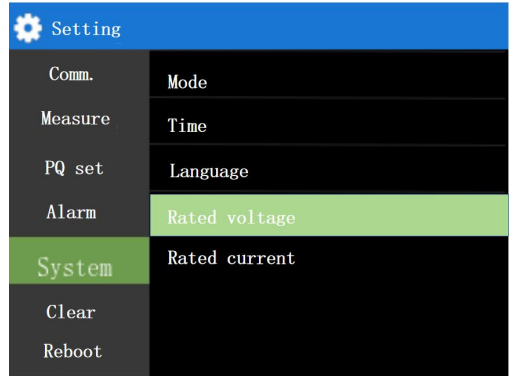 Setting
Comm.
Measure
PQ set
Alarm
System
Clear
Reboot
Mode
Time
Language
Rated voltage
Rated current